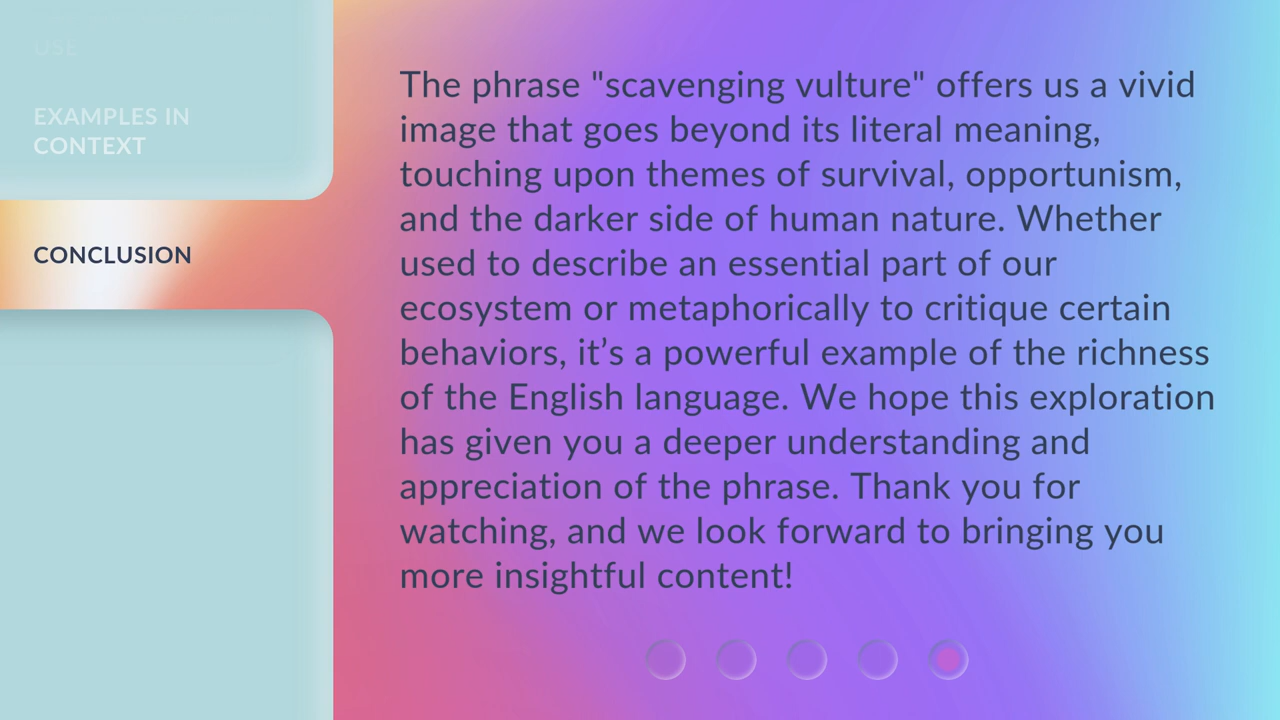 USE
EXAMPLES IN
CONTEXT
CONCLUSION
The phrase "scavenging vulture" offers us a vivid
image that goes beyond its literal meaning,
touching upon themes of survival, opportunism,
and the darker side of human nature. Whether
used to describe an essential part of our
ecosystem or metaphorically to critique certain
behaviors, it’s a powerful example of the richness
of the English language. We hope this exploration
has given you a deeper understanding and
appreciation of the phrase. Thank you for
watching, and we look forward to bringing you
more insightful content!